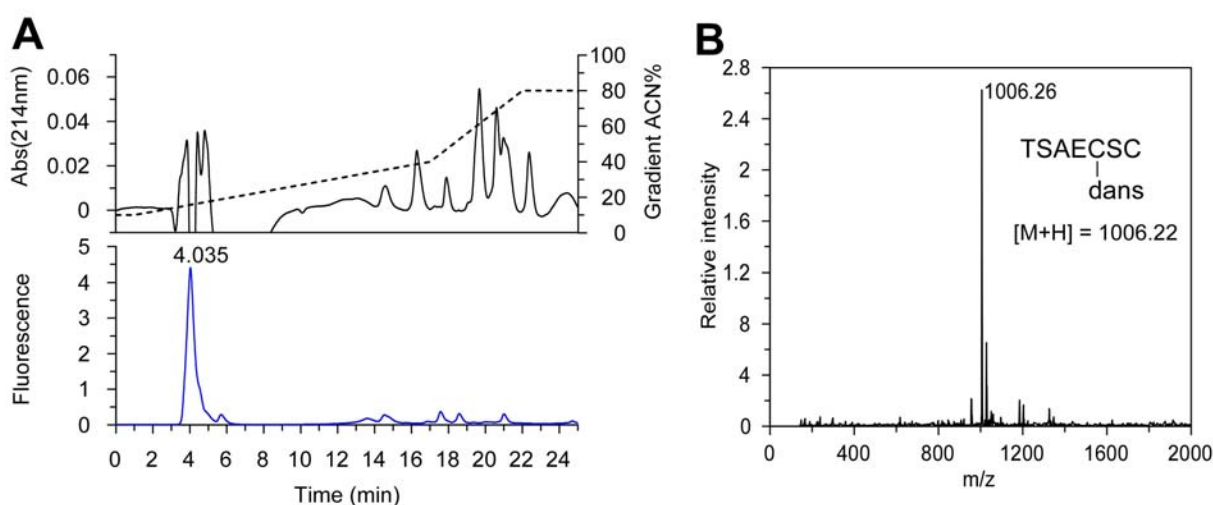 A
Abs(214nm)
0.06
0.04
0.02
0
100
80
60
40
20
0
Gradient ACN%
Fluorescence
5
4
3
2
1
0
4.035
0 2 4 6 8 10 12 14 16 18 20 22 24
Time (min)
B
Relative intensity
2.8
2.4
2
1.6
1.2
8
4
0
1006.26
TSAECSC
dans
[M+H] = 1006.22
0 400 800 1200 1600 2000
m/z